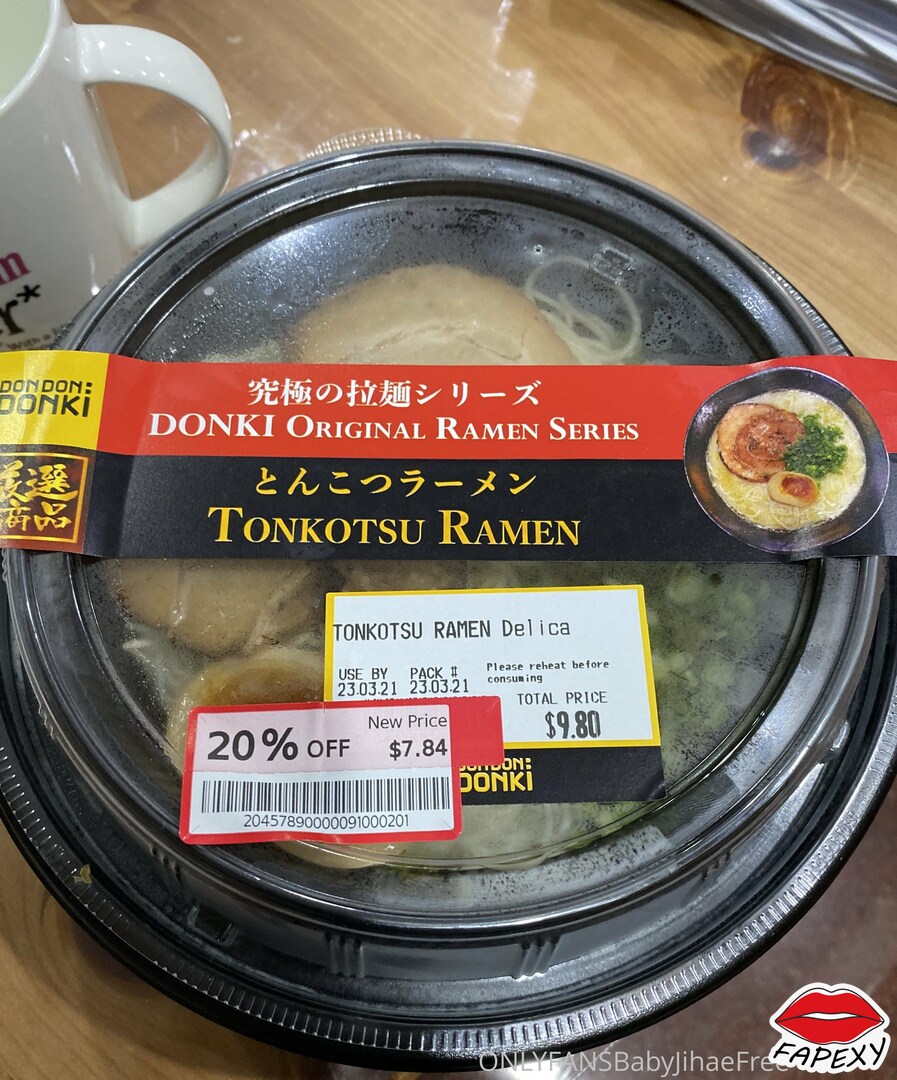 DON DON
DONKi
厳選
商品
究極の拉麺シリーズ
DONKI ORIGINAL RAMEN SERIES
とんこつラーメン
TONKOTSU RAMEN
TONKOTSU RAMEN Delica
USE BY PACK #
23.03.21 23.03.21
Please reheat before
consuming
TOTAL PRICE
$9.80
20% OFF
New Price
$7.84
20457890000091000201
DON DON:
DONKi
ONLYFANSBabyJihaeFree
FAPEXY